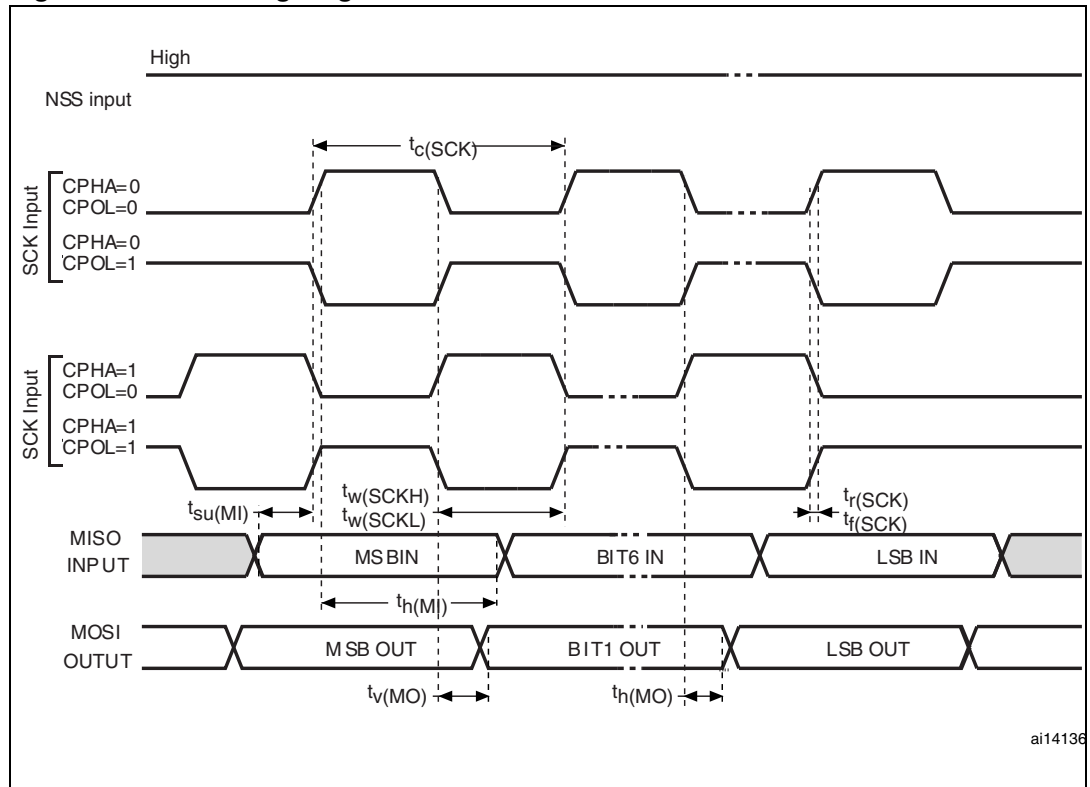 High
NSS input
tc(SCK)
SCK Input
CPHA=0
CPOL=0
CPHA=0
CPOL=1
SCK Input
CPHA=1
CPOL=0
CPHA=1
CPOL=1
tsu(MI)
tw(SCKH)
tw(SCKL)
tr(SCK)
tf(SCK)
MISO
INPUT
MSBIN
BIT6 IN
LSB IN
th(MI)
MOSI
OUTUT
MSB OUT
BIT1 OUT
LSB OUT
tv(MO)
th(MO)
ai14136